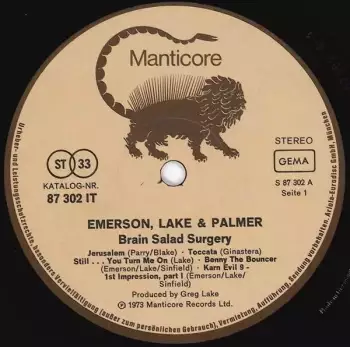 Manticore
ST 33
KATALOG-NR.
87 302 IT
STEREO
GEMA
S 87 302 A
Seite 1
EMERSON, LAKE & PALMER
Brain Salad Surgery
Jerusalem (Parry/Blake) · Toccata (Ginastera)
Still . . . You Turn Me On (Lake) · Benny The Bouncer
(Emerson/Lake/Sinfield) · Karn Evil 9 -
1st Impression, part I (Emerson/Lake/
Sinfield)
Produced by Greg Lake
℗ 1973 Manticore Records Ltd.
Urheber- und Leistungsschutzrechte, besonders Vervielfältigung (außer zum persönlichen Gebrauch), Vermietung, Aufführung, Sendung vorbehalten. Ariola-Eurodisc GmbH, München